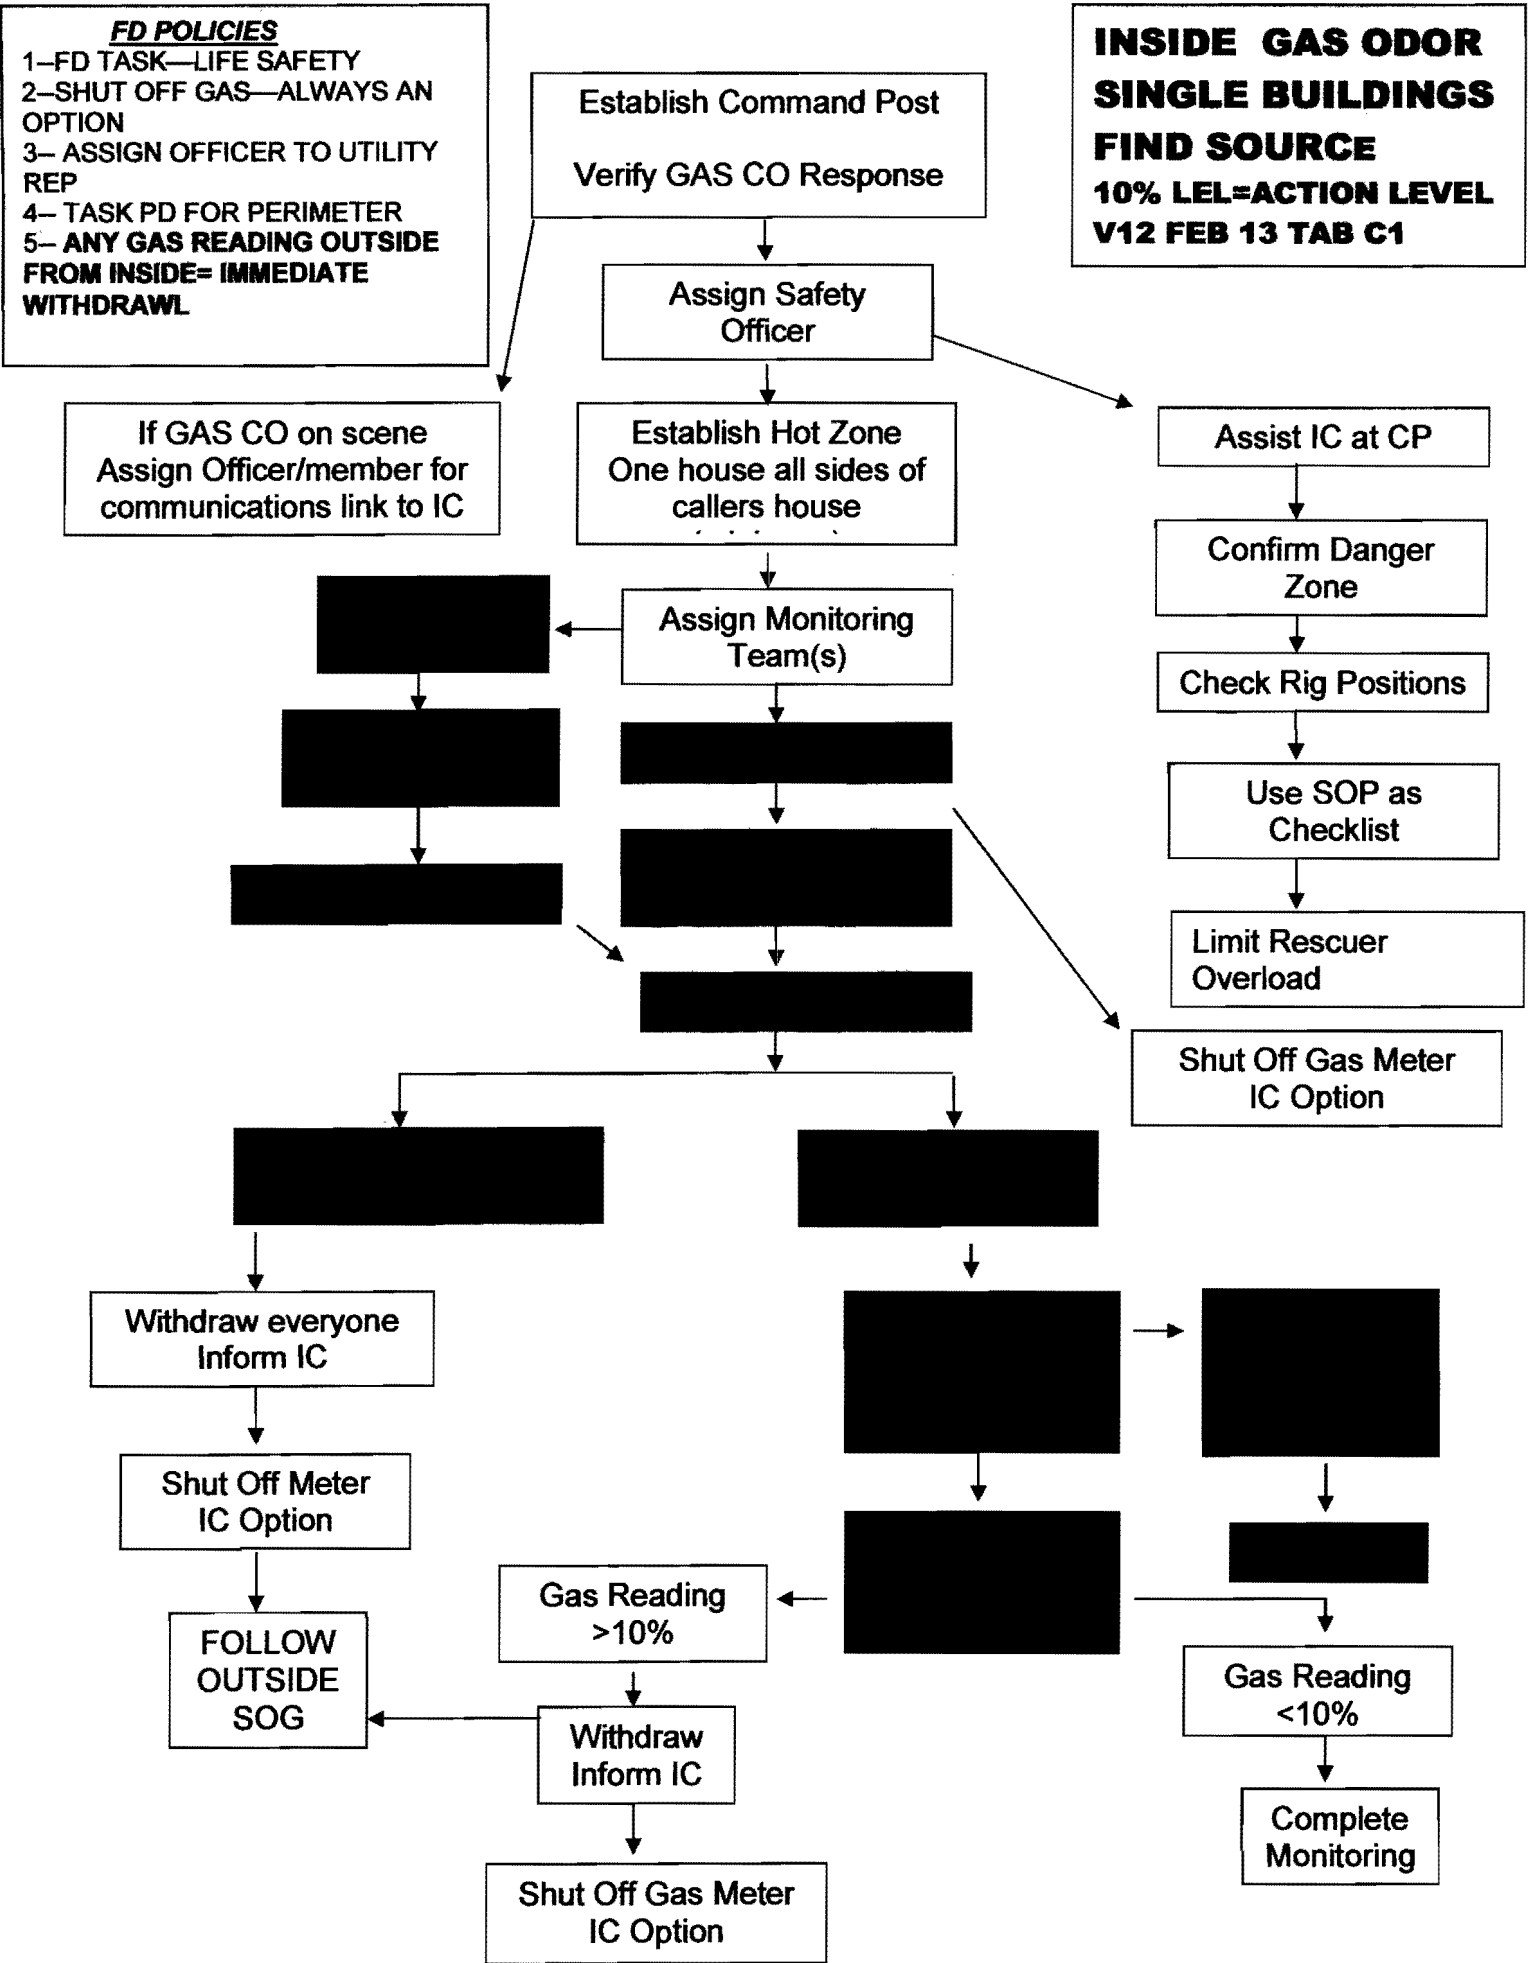 FD POLICIES
1–FD TASK—LIFE SAFETY
2–SHUT OFF GAS—ALWAYS AN
OPTION
3– ASSIGN OFFICER TO UTILITY
REP
4– TASK PD FOR PERIMETER
5– ANY GAS READING OUTSIDE
FROM INSIDE= IMMEDIATE
WITHDRAWL
INSIDE GAS ODOR
SINGLE BUILDINGS
FIND SOURCE
10% LEL=ACTION LEVEL
V12 FEB 13 TAB C1
Establish Command Post
Verify GAS CO Response
Assign Safety
Officer
If GAS CO on scene
Assign Officer/member for
communications link to IC
Establish Hot Zone
One house all sides of
callers house
Assist IC at CP
Confirm Danger
Zone
Assign Monitoring
Team(s)
Check Rig Positions
Use SOP as
Checklist
Limit Rescuer
Overload
Shut Off Gas Meter
IC Option
Withdraw everyone
Inform IC
Shut Off Meter
IC Option
FOLLOW
OUTSIDE
SOG
Gas Reading
>10%
Withdraw
Inform IC
Shut Off Gas Meter
IC Option
Gas Reading
<10%
Complete
Monitoring